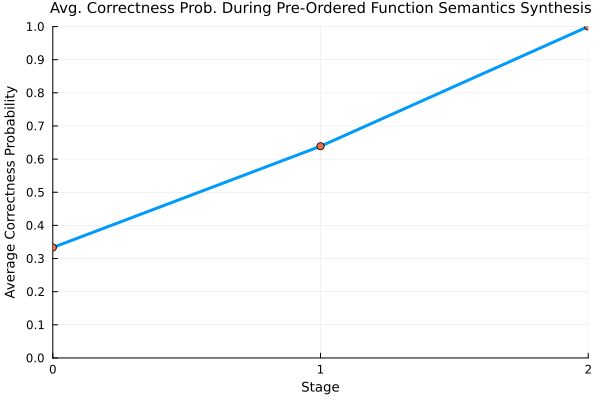 Avg. Correctness Prob. During Pre-Ordered Function Semantics Synthesis
Average Correctness Probability
1.0
0.9
0.8
0.7
0.6
0.5
0.4
0.3
0.2
0.1
0.0
0 1 2
Stage